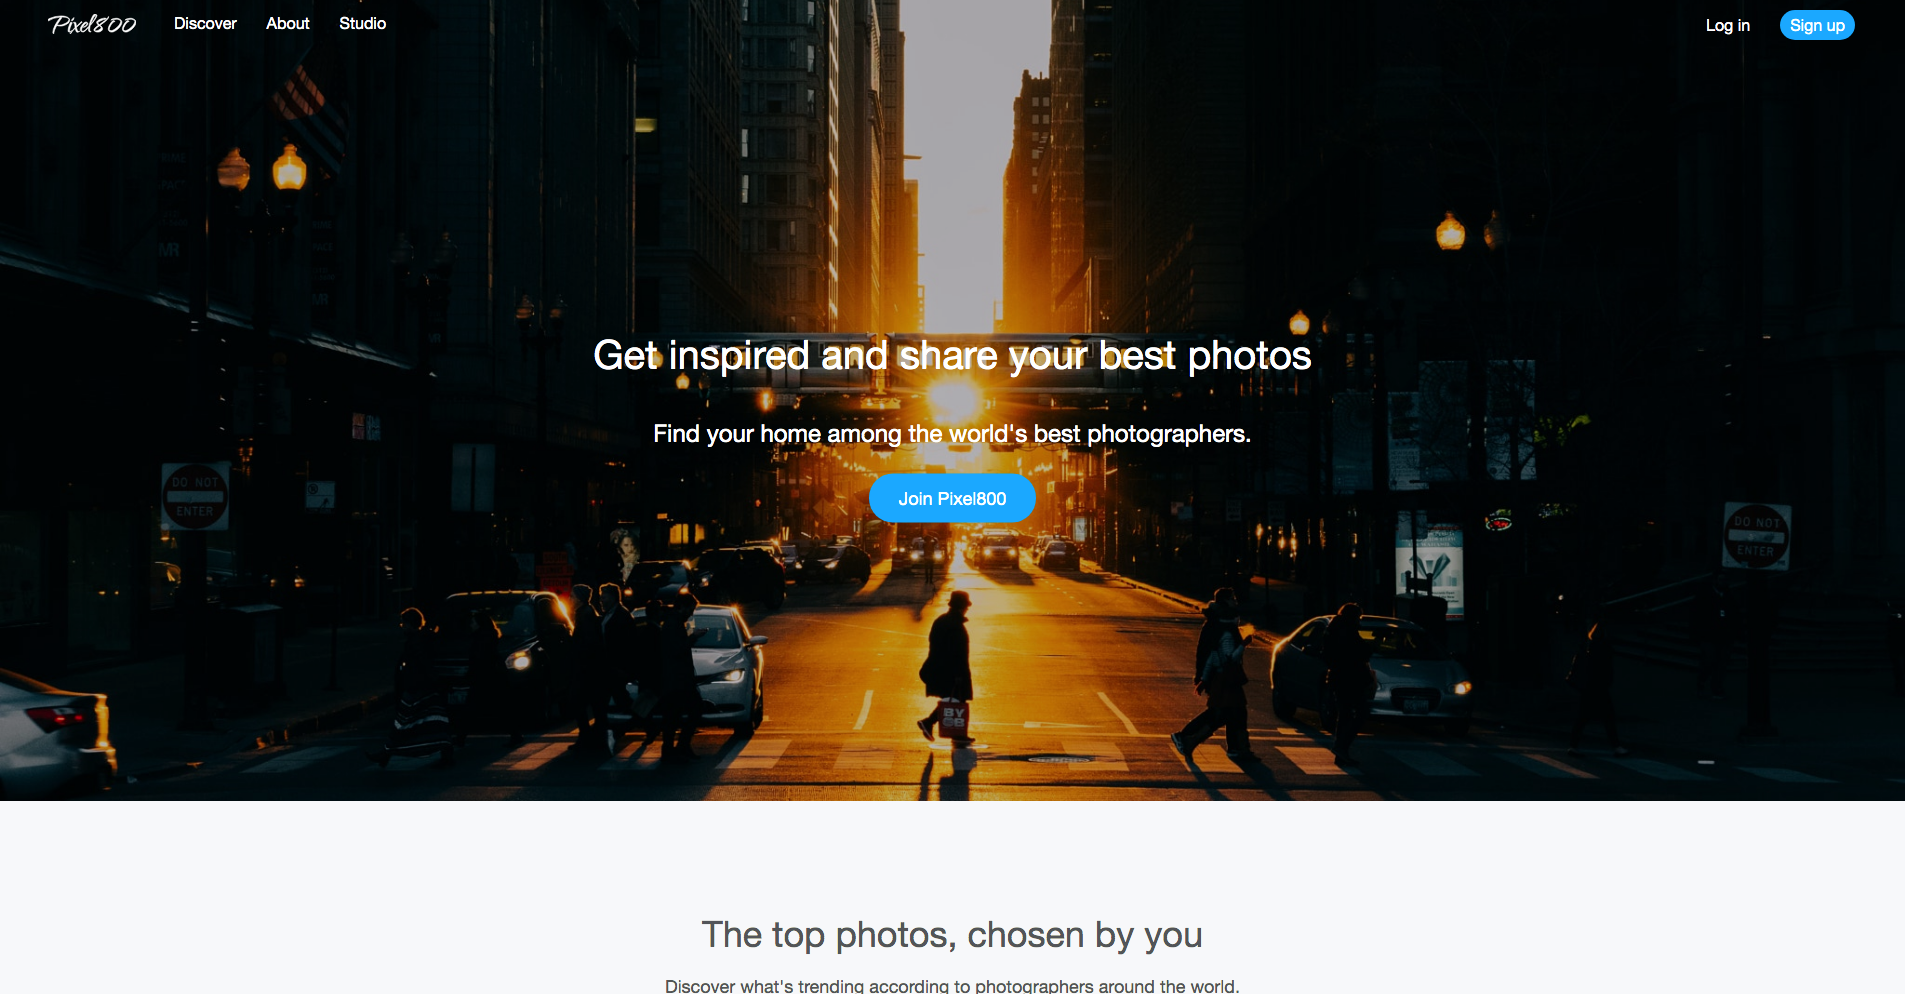 Pixel800 Discover About Studio Log in Sign up
Get inspired and share your best photos
Find your home among the world's best photographers.
Join Pixel800
DO NOT
ENTER
DO NOT
ENTER
BY
The top photos, chosen by you
Discover what's trending according to photographers around the world.